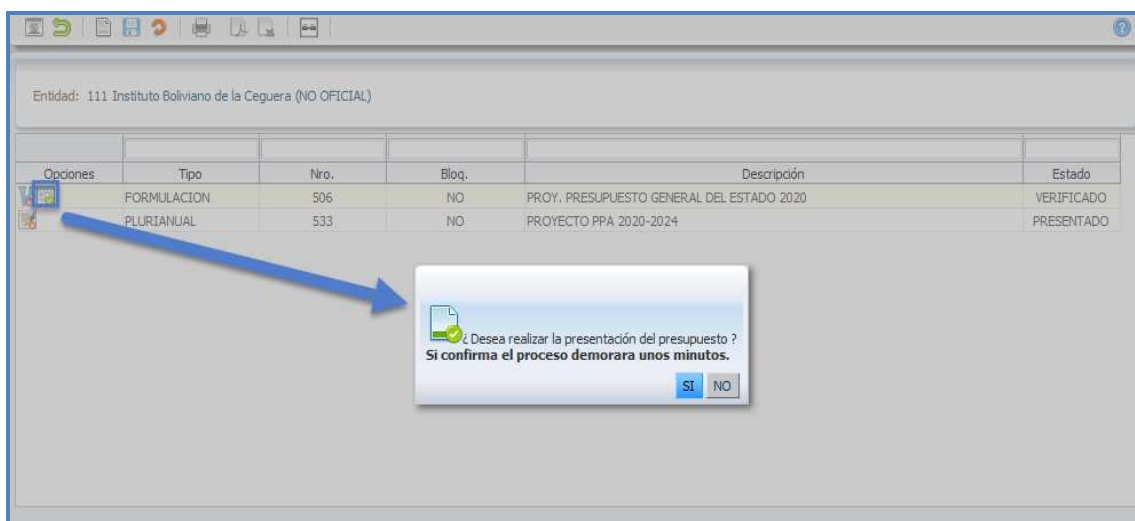 ?
Entidad: 111 Instituto Boliviano de la Ceguera (NO OFICIAL)
Opciones Tipo Nro. Bloq. Descripción Estado
FORMULACION 506 NO PROY. PRESUPUESTO GENERAL DEL ESTADO 2020 VERIFICADO
PLURIANUAL 533 NO PROYECTO PPA 2020-2024 PRESENTADO
¿ Desea realizar la presentación del presupuesto ?
Si confirma el proceso demorara unos minutos.
SI NO